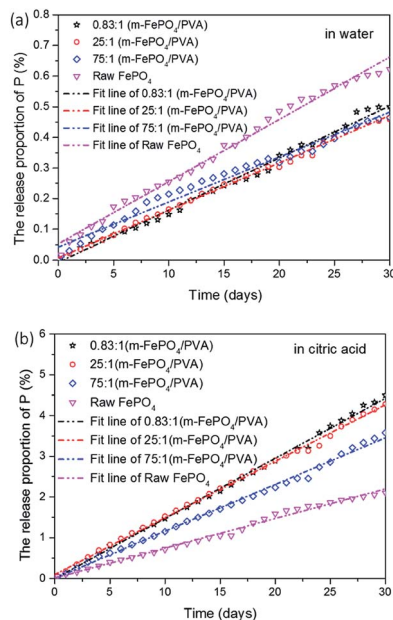 (a)
0.83:1 (m-FePO₄/PVA)
in water
25:1 (m-FePO₄/PVA)
75:1 (m-FePO₄/PVA)
Raw FePO₄
Fit line of 0.83:1 (m-FePO₄/PVA)
Fit line of 25:1 (m-FePO₄/PVA)
Fit line of 75:1 (m-FePO₄/PVA)
Fit line of Raw FePO₄
The release proportion of P (%)
0.8
0.7
0.6
0.5
0.4
0.3
0.2
0.1
0.0
0 5 10 15 20 25 30
Time (days)
(b)
0.83:1 (m-FePO₄/PVA)
in citric acid
25:1(m-FePO₄/PVA)
75:1(m-FePO₄/PVA)
Raw FePO₄
Fit line of 0.83:1(m-FePO₄/PVA)
Fit line of 25:1(m-FePO₄/PVA)
Fit line of 75:1(m-FePO₄/PVA)
Fit line of Raw FePO₄
The release proportion of P (%)
6
5
4
3
2
1
0
0 5 10 15 20 25 30
Time (days)